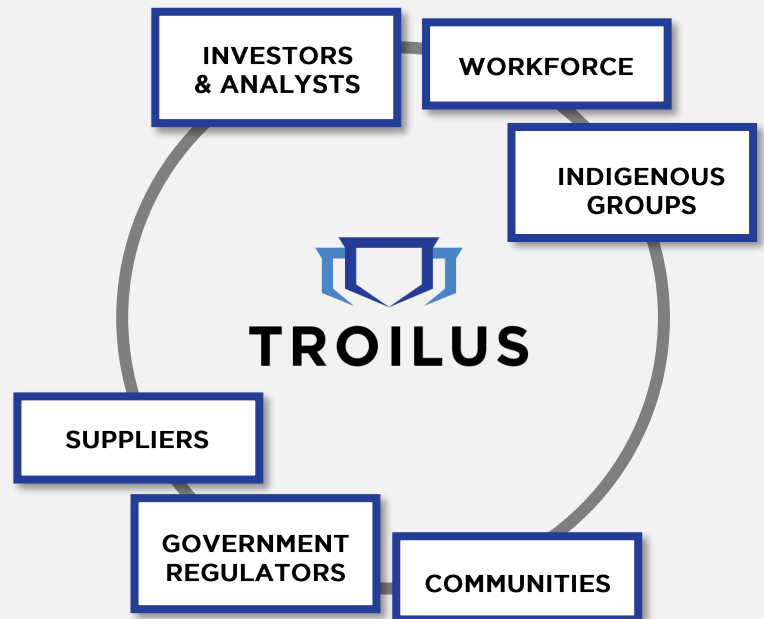 INVESTORS
& ANALYSTS
WORKFORCE
INDIGENOUS
GROUPS
TROILUS
SUPPLIERS
GOVERNMENT
REGULATORS
COMMUNITIES